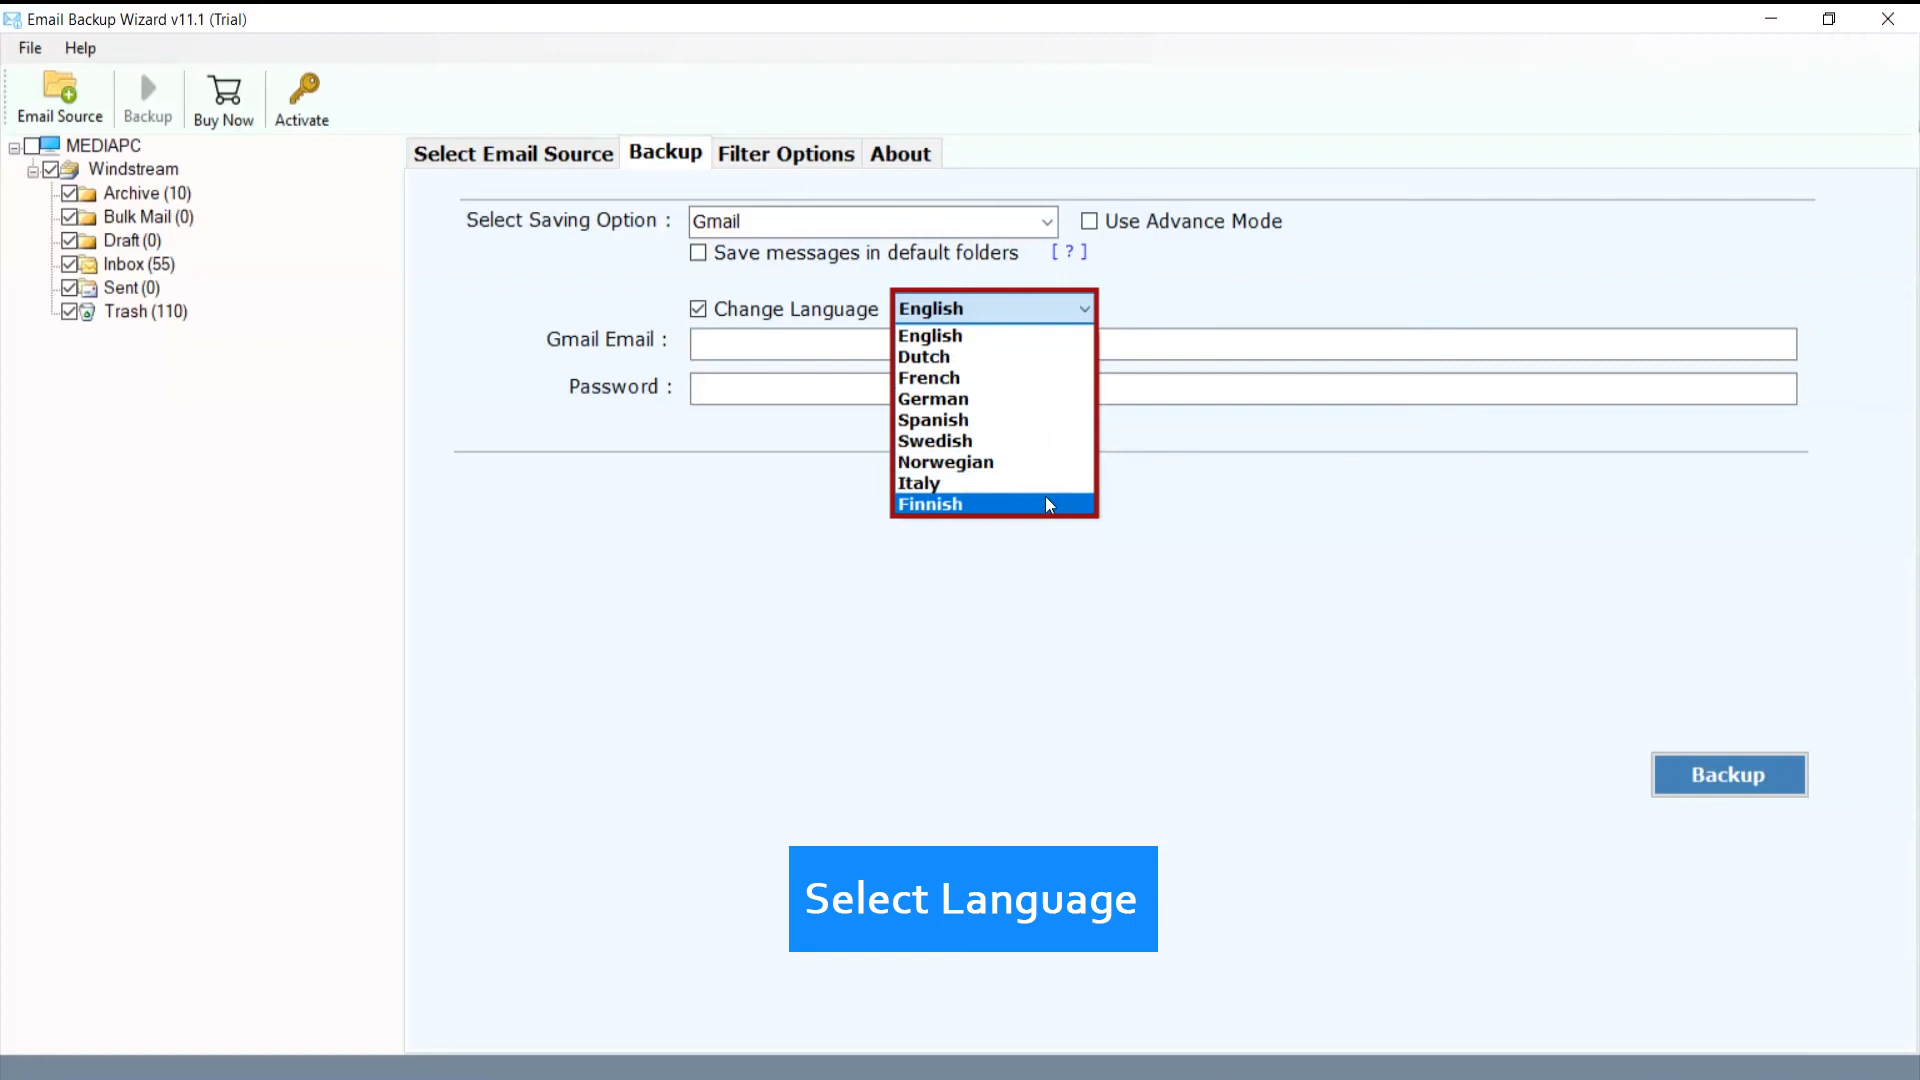 Email Backup Wizard v11.1 (Trial)
File Help
Email Source Backup Buy Now Activate
MEDIAPC
Windstream
Archive (10)
Bulk Mail (0)
Draft (0)
Inbox (55)
Sent (0)
Trash (110)
Select Email Source Backup Filter Options About
Select Saving Option : Gmail Use Advance Mode
Save messages in default folders [ ? ]
Change Language English
Gmail Email :
Password :
English
Dutch
French
German
Spanish
Swedish
Norwegian
Italy
Finnish
Backup
Select Language